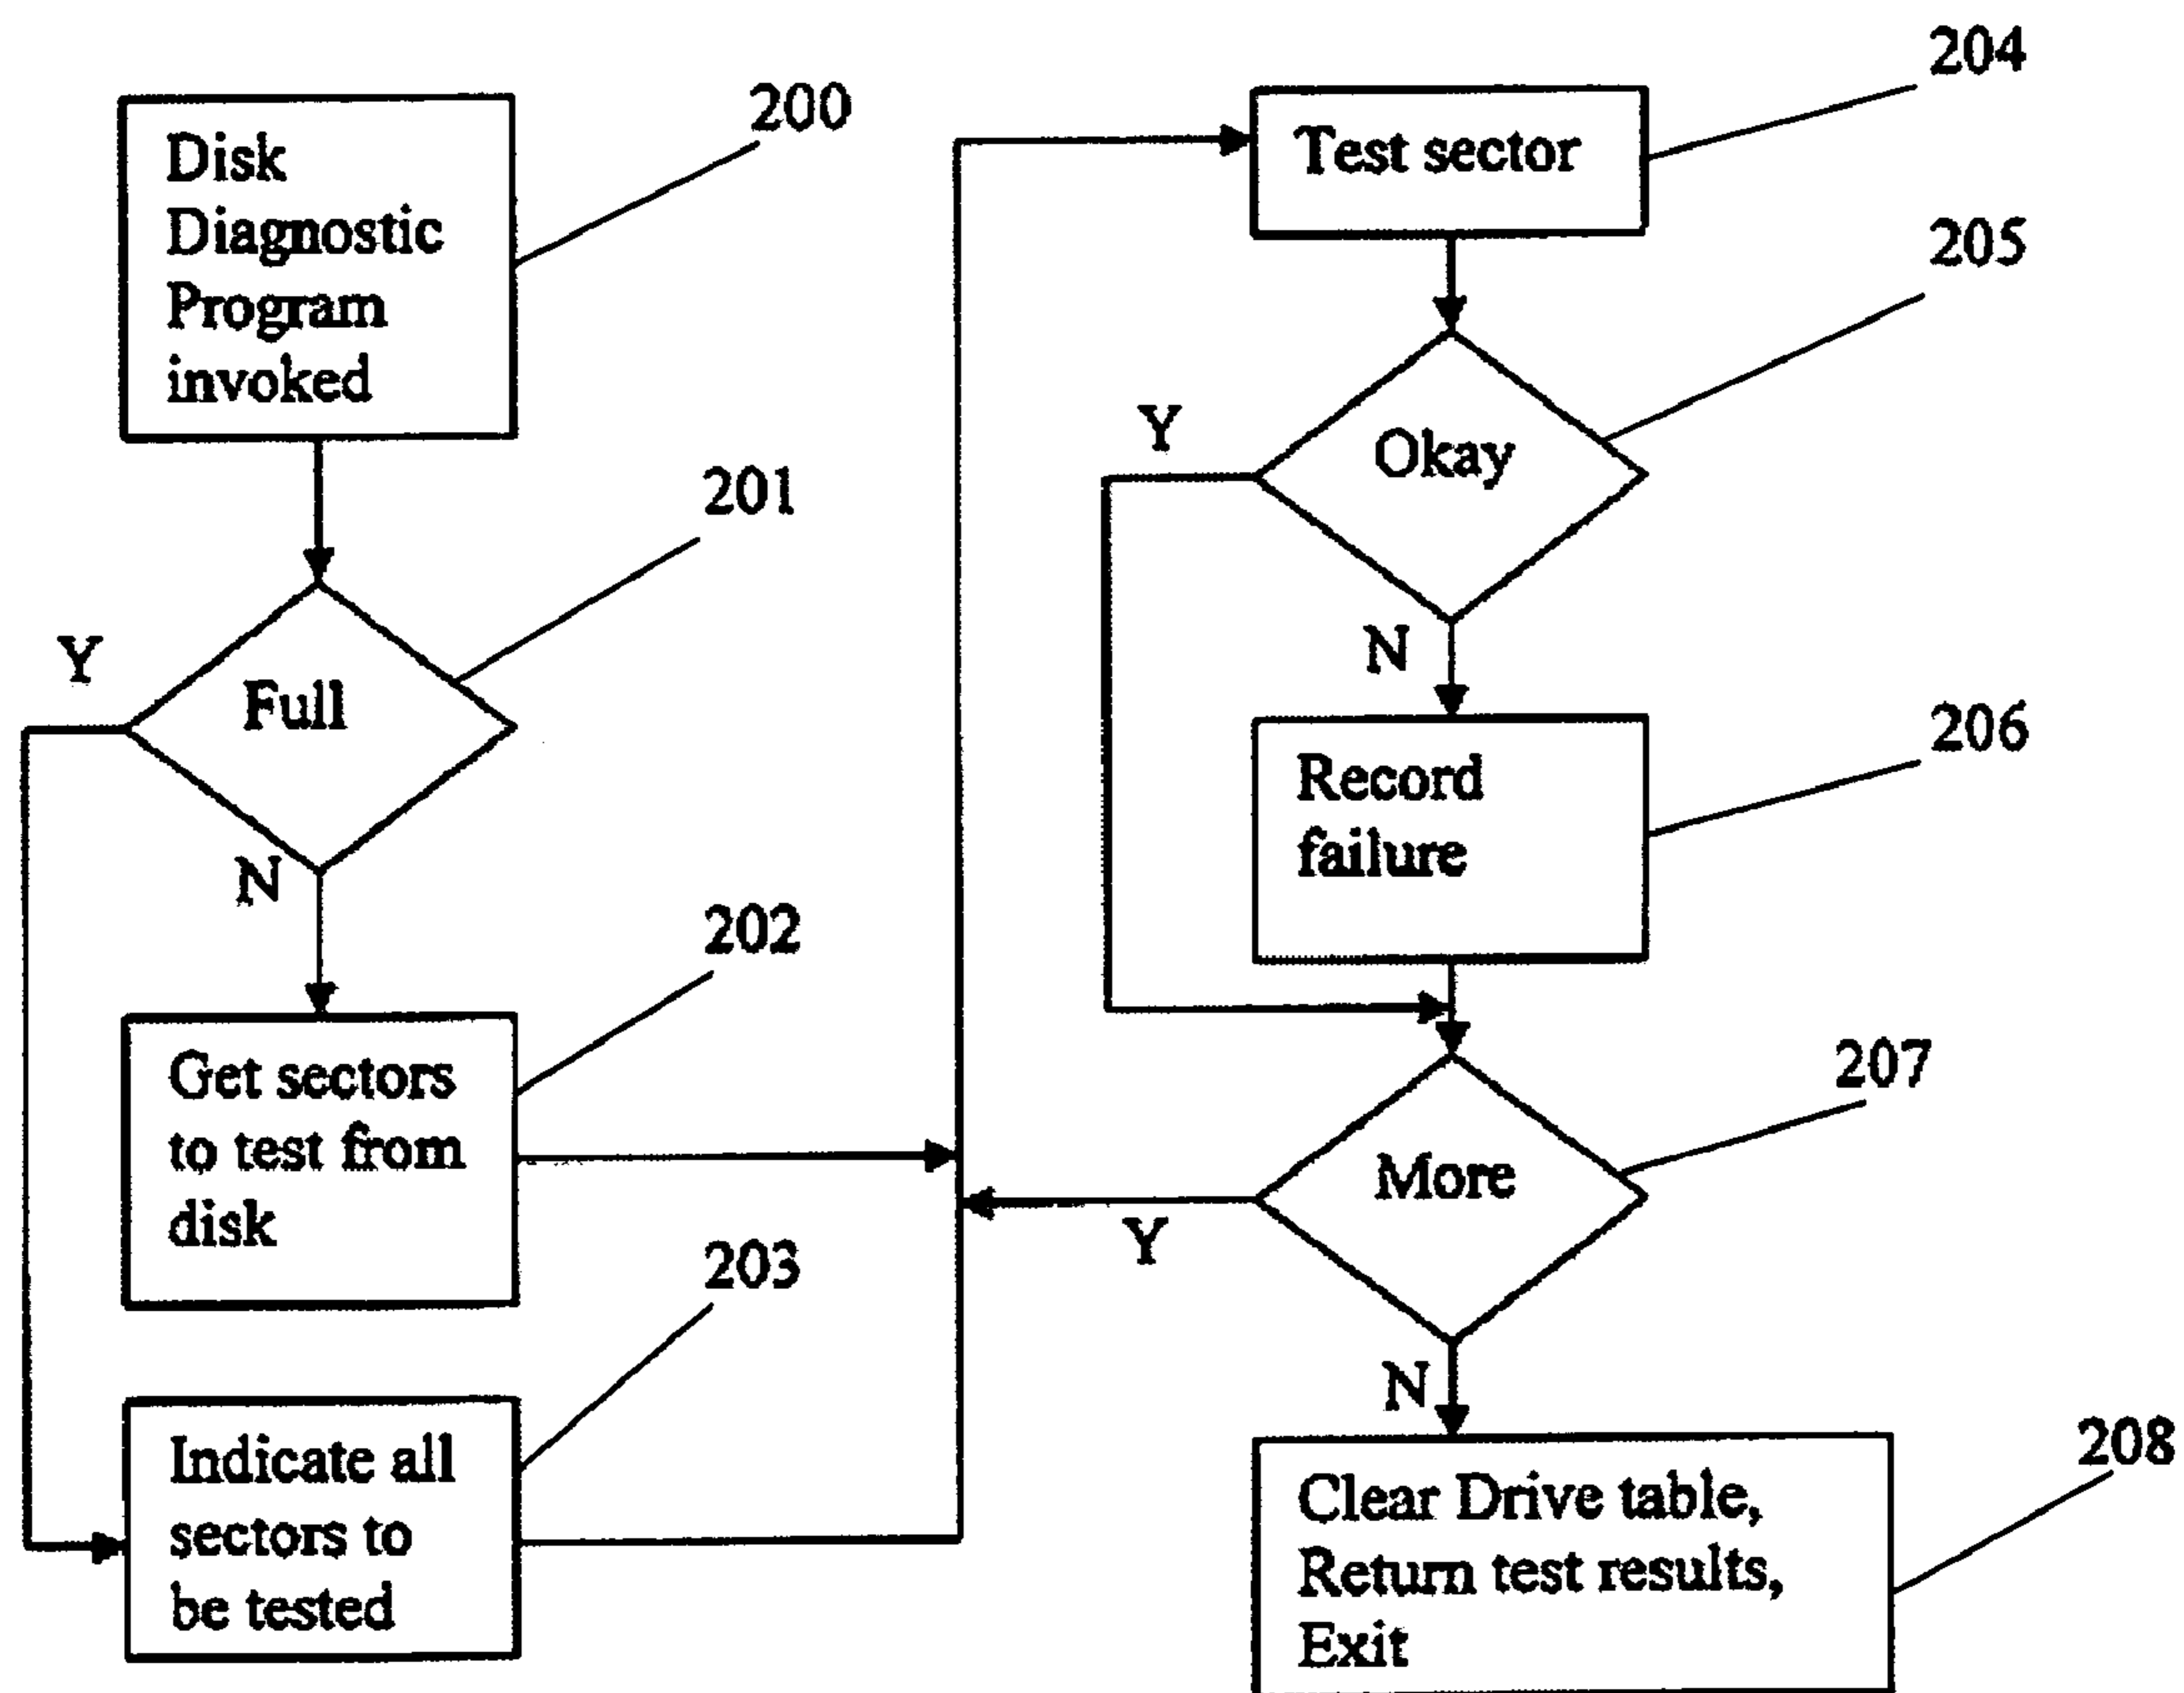 200
Disk
Diagnostic
Program
invoked
201
Y
Full
N
202
Get sectors
to test from
disk
203
Indicate all
sectors to
be tested
204
Test sector
205
Y
Okay
N
206
Record
failure
207
More
Y
N
208
Clear Drive table,
Return test results,
Exit